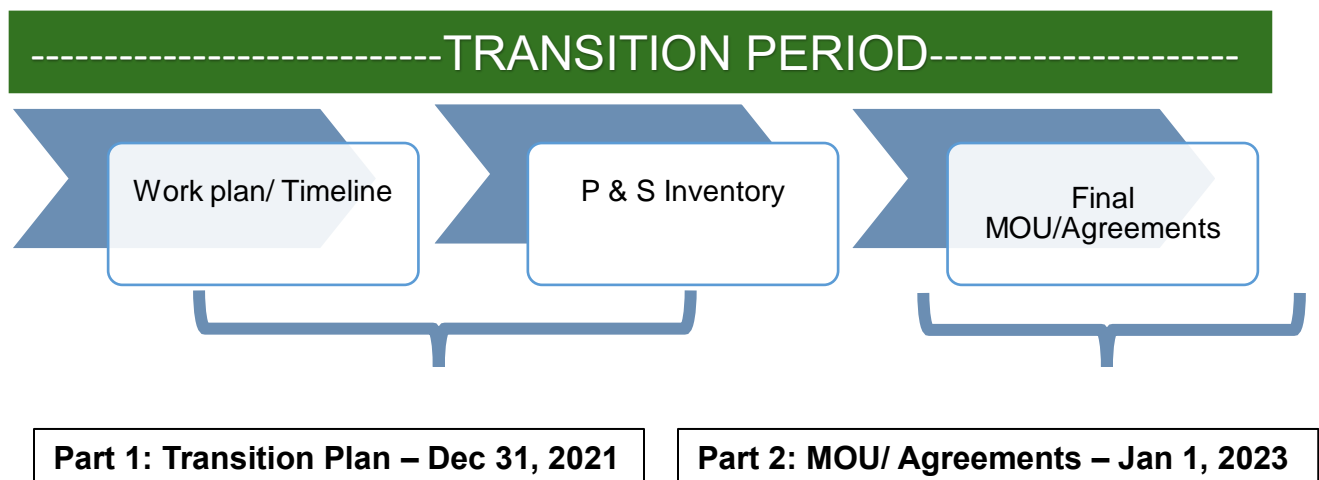 ----------------------------TRANSITION PERIOD---------------------
Work plan/ Timeline
P & S Inventory
Final
MOU/Agreements
Part 1: Transition Plan – Dec 31, 2021
Part 2: MOU/ Agreements – Jan 1, 2023